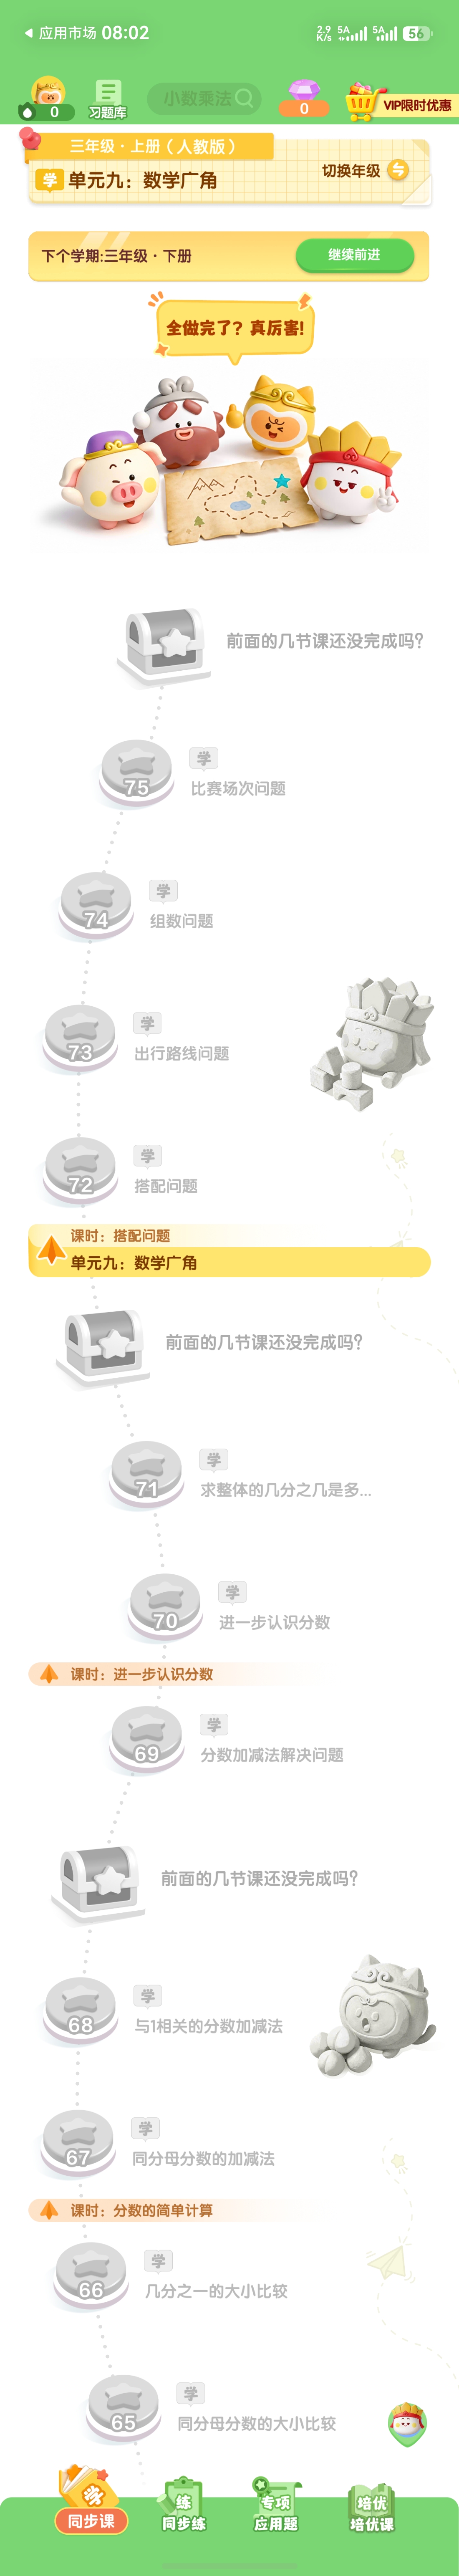 应用市场 08:02
2.9 K/s 5A 5A 56
0 习题库 小数乘法 0 VIP限时优惠
三年级·上册（人教版）
学 单元九：数学广角 切换年级
下个学期:三年级·下册 继续前进
全做完了？真厉害!
前面的几节课还没完成吗？
学
75 比赛场次问题
学
74 组数问题
学
73 出行路线问题
学
72 搭配问题
课时：搭配问题
单元九：数学广角
前面的几节课还没完成吗？
学
71 求整体的几分之几是多...
学
70 进一步认识分数
课时：进一步认识分数
学
69 分数加减法解决问题
前面的几节课还没完成吗？
学
68 与1相关的分数加减法
学
67 同分母分数的加减法
课时：分数的简单计算
学
66 几分之一的大小比较
学
65 同分母分数的大小比较
学 练 专项 培优
同步课 同步练 应用题 培优课